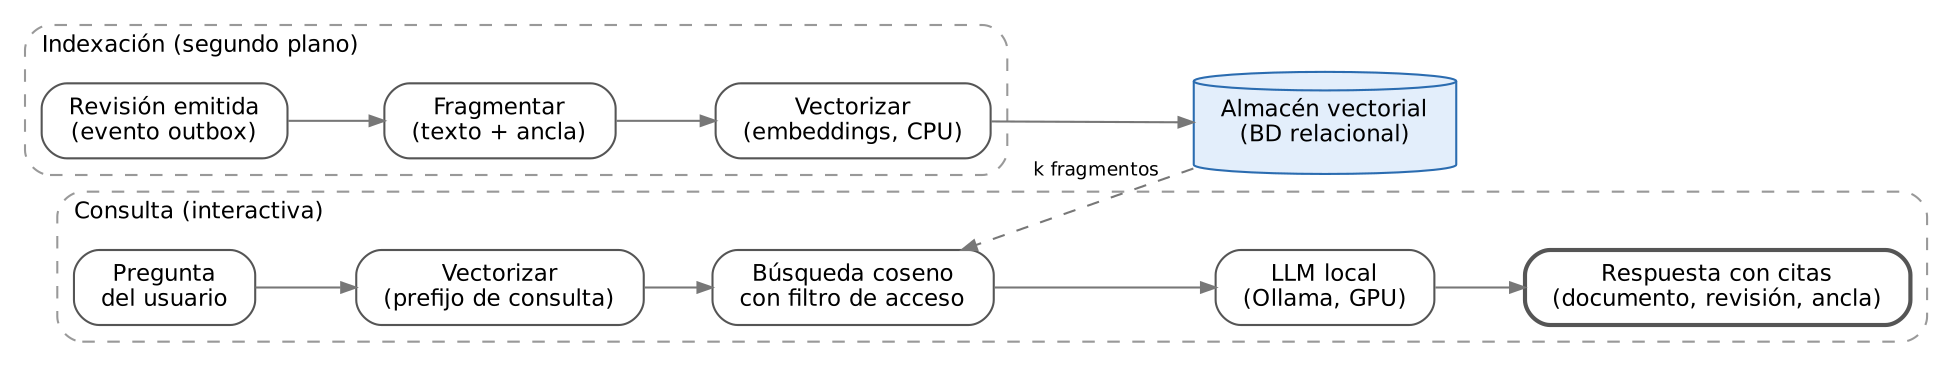 Indexación (segundo plano)
Revisión emitida
(evento outbox)
Fragmentar
(texto + ancla)
Vectorizar
(embeddings, CPU)
Almacén vectorial
(BD relacional)
k fragmentos
Consulta (interactiva)
Pregunta
del usuario
Vectorizar
(prefijo de consulta)
Búsqueda coseno
con filtro de acceso
LLM local
(Ollama, GPU)
Respuesta con citas
(documento, revisión, ancla)